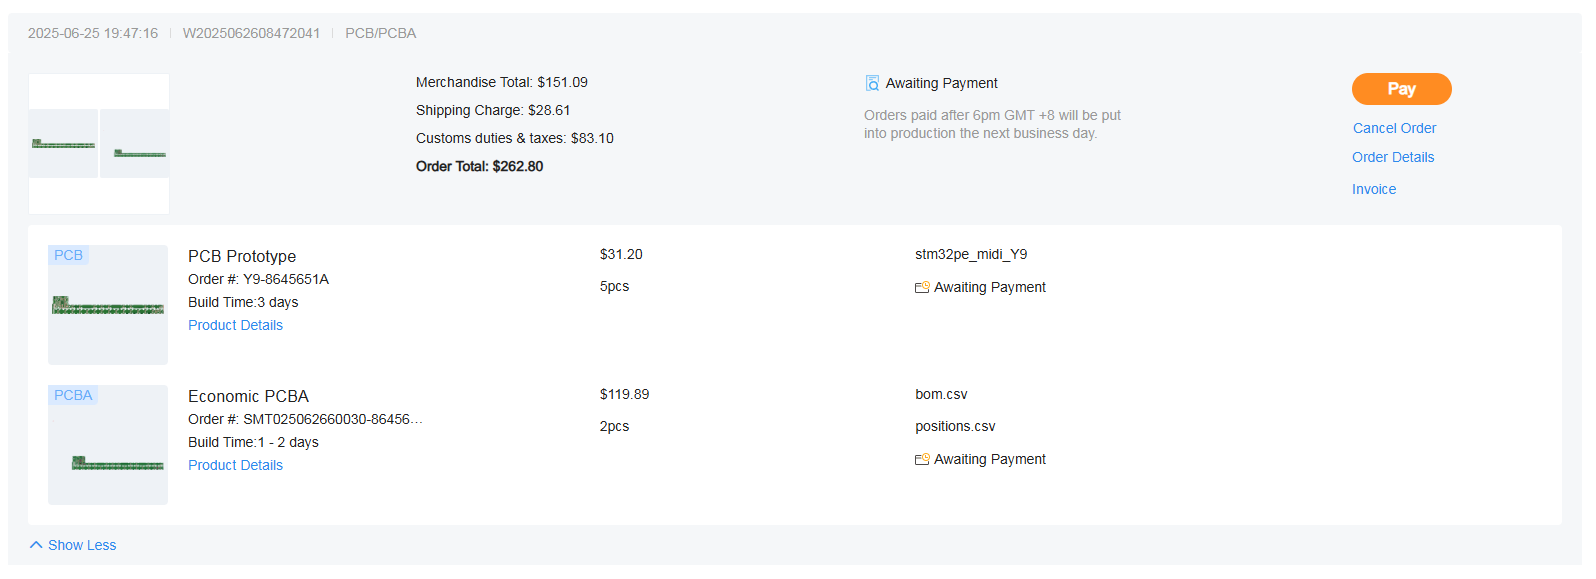 2025-06-25 19:47:16 | W2025062608472041 | PCB/PCBA
Merchandise Total: $151.09
Shipping Charge: $28.61
Customs duties & taxes: $83.10
Order Total: $262.80
Awaiting Payment
Orders paid after 6pm GMT +8 will be put
into production the next business day.
Pay
Cancel Order
Order Details
Invoice
PCB
PCB Prototype
Order #: Y9-8645651A
Build Time:3 days
Product Details
$31.20
5pcs
stm32pe_midi_Y9
Awaiting Payment
PCBA
Economic PCBA
Order #: SMT025062660030-86456...
Build Time:1 - 2 days
Product Details
$119.89
2pcs
bom.csv
positions.csv
Awaiting Payment
Show Less